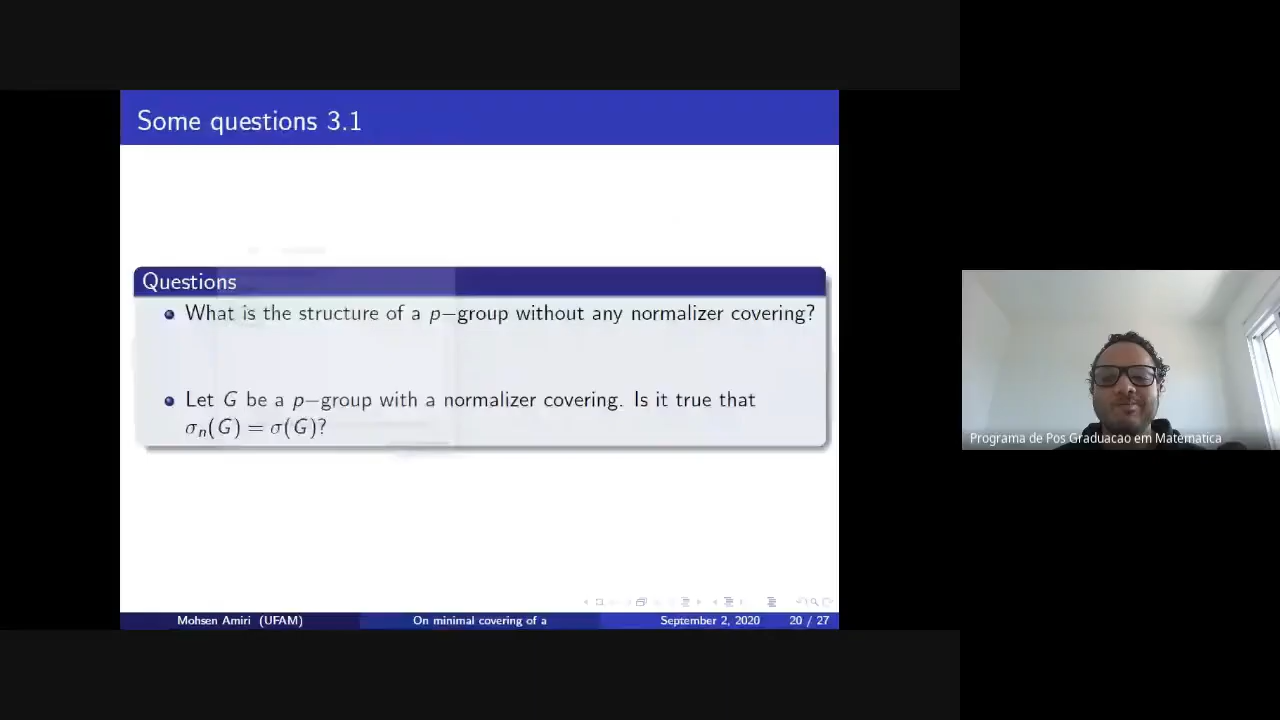 Some questions 3.1
Questions
What is the structure of a p−group without any normalizer covering?
Let G be a p−group with a normalizer covering. Is it true that
σn(G) = σ(G)?
Mohsen Amiri (UFAM)
On minimal covering of a
September 2, 2020
20 / 27
Programa de Pos Graduacao em Matematica